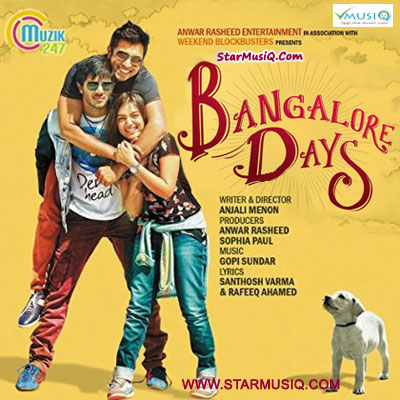 MUZIK
247
ANWAR RASHEED ENTERTAINMENT IN ASSOCIATION WITH
WEEKEND BLOCKBUSTERS PRESENTS
MUSIQ
StarMusiQ.Com
BANGALORE
DAYS
WRITER & DIRECTOR
ANJALI MENON
PRODUCERS
ANWAR RASHEED
SOPHIA PAUL
MUSIC
GOPI SUNDAR
LYRICS
SANTHOSH VARMA
& RAFEEQ AHAMED
WWW.STARMUSIQ.COM